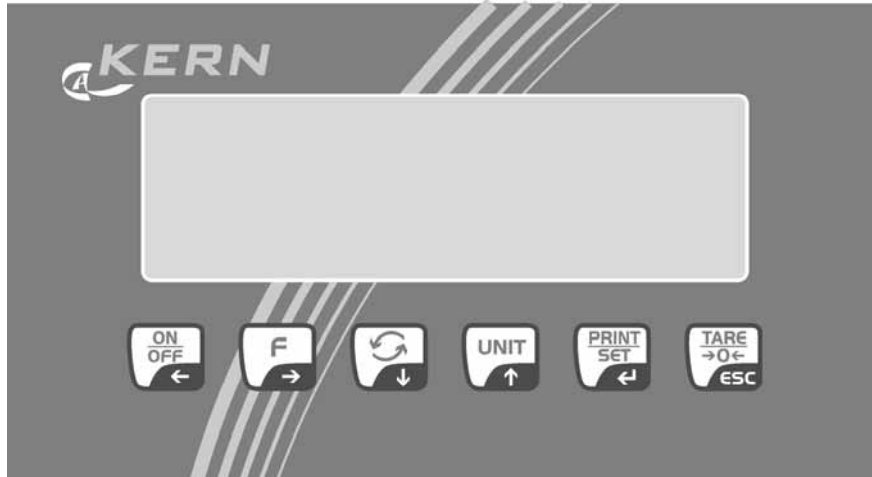 KERN
ON
OFF
←
F
→
↓
UNIT
↑
PRINT
SET
↵
TARE
→0←
ESC